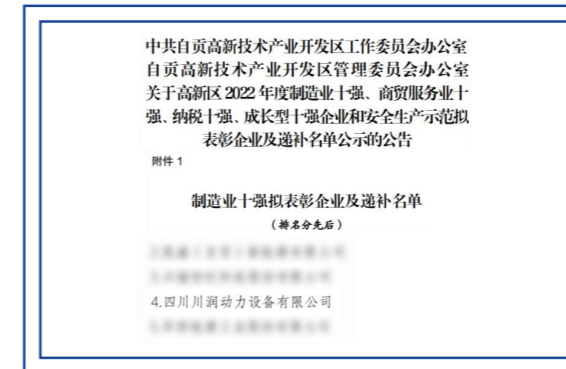 中共自贡高新技术产业开发区工作委员会办公室
自贡高新技术产业开发区管理委员会办公室
关于高新区 2022 年度制造业十强、商贸服务业十
强、纳税十强、成长型十强企业和安全生产示范拟
表彰企业及递补名单公示的公告
附件 1
制造业十强拟表彰企业及递补名单
（排名分先后）
4.四川川润动力设备有限公司